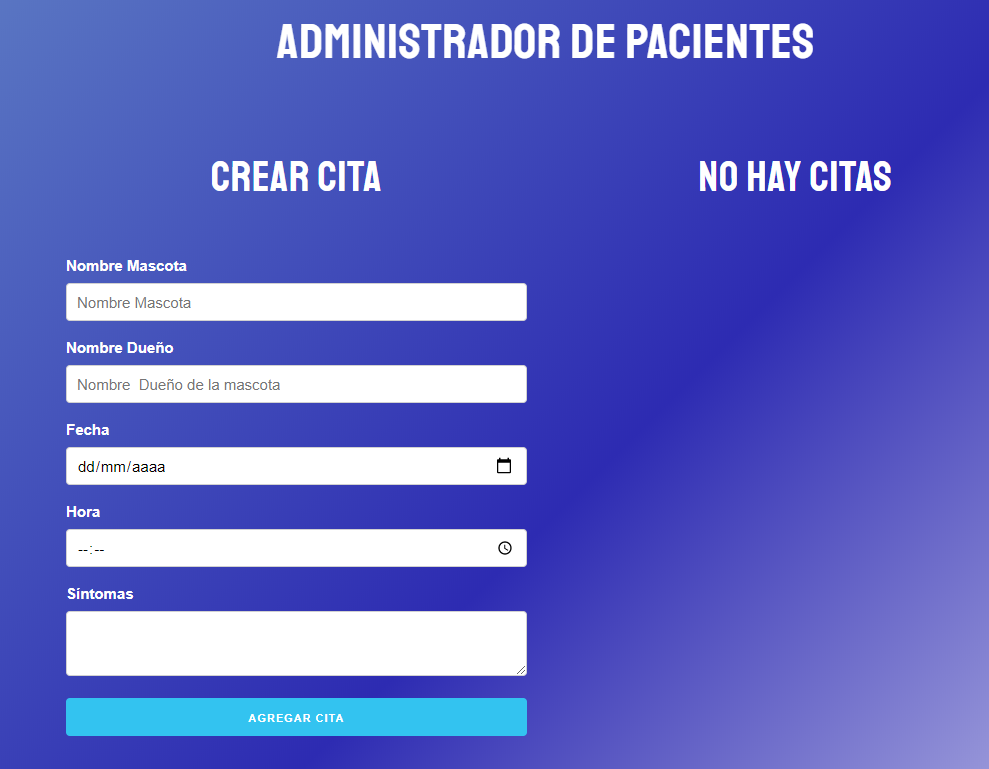 ADMINISTRADOR DE PACIENTES
CREAR CITA
NO HAY CITAS
Nombre Mascota
Nombre Mascota
Nombre Dueño
Nombre  Dueño de la mascota
Fecha
dd/mm/aaaa
Hora
--:--
Síntomas
AGREGAR CITA